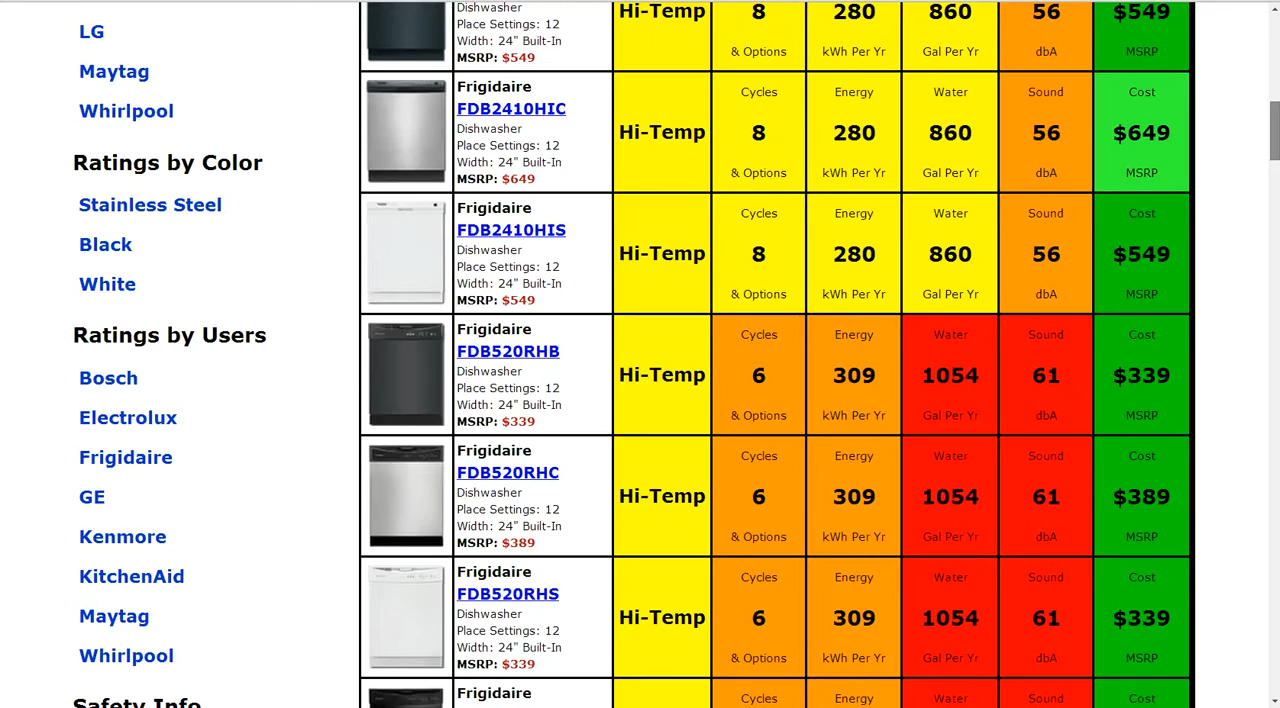 LG
Maytag
Whirlpool
Ratings by Color
Stainless Steel
Black
White
Ratings by Users
Bosch
Electrolux
Frigidaire
GE
Kenmore
KitchenAid
Maytag
Whirlpool
Safety Info
Dishwasher
Place Settings: 12
Width: 24" Built-In
MSRP: $549
Hi-Temp
8
& Options
280
kWh Per Yr
860
Gal Per Yr
56
dbA
$549
MSRP
Frigidaire
FDB2410HIC
Dishwasher
Place Settings: 12
Width: 24" Built-In
MSRP: $649
Hi-Temp
Cycles
8
& Options
Energy
280
kWh Per Yr
Water
860
Gal Per Yr
Sound
56
dbA
Cost
$649
MSRP
Frigidaire
FDB2410HIS
Dishwasher
Place Settings: 12
Width: 24" Built-In
MSRP: $549
Hi-Temp
Cycles
8
& Options
Energy
280
kWh Per Yr
Water
860
Gal Per Yr
Sound
56
dbA
Cost
$549
MSRP
Frigidaire
FDB520RHB
Dishwasher
Place Settings: 12
Width: 24" Built-In
MSRP: $339
Hi-Temp
Cycles
6
& Options
Energy
309
kWh Per Yr
Water
1054
Gal Per Yr
Sound
61
dbA
Cost
$339
MSRP
Frigidaire
FDB520RHC
Dishwasher
Place Settings: 12
Width: 24" Built-In
MSRP: $389
Hi-Temp
Cycles
6
& Options
Energy
309
kWh Per Yr
Water
1054
Gal Per Yr
Sound
61
dbA
Cost
$389
MSRP
Frigidaire
FDB520RHS
Dishwasher
Place Settings: 12
Width: 24" Built-In
MSRP: $339
Hi-Temp
Cycles
6
& Options
Energy
309
kWh Per Yr
Water
1054
Gal Per Yr
Sound
61
dbA
Cost
$339
MSRP
Frigidaire
Cycles
Energy
Water
Sound
Cost